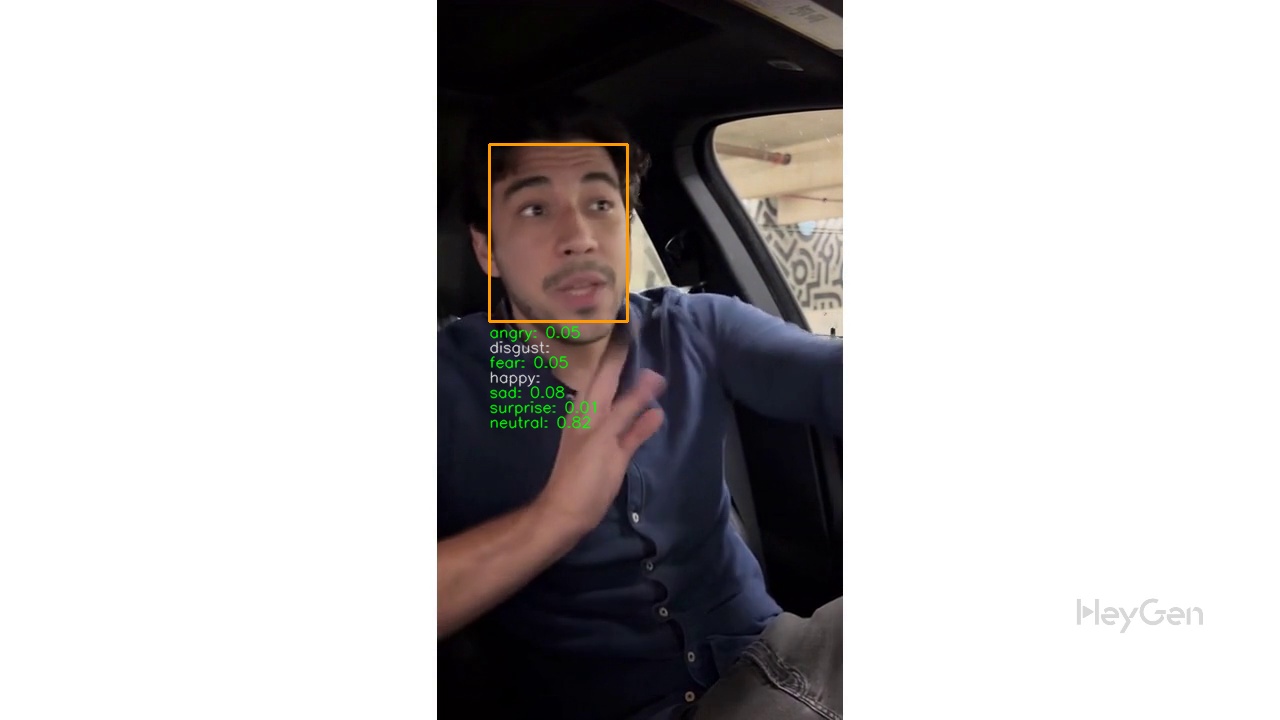 angry: 0.05
disgust:
fear: 0.05
happy:
sad: 0.08
surprise: 0.01
neutral: 0.82
HeyGen